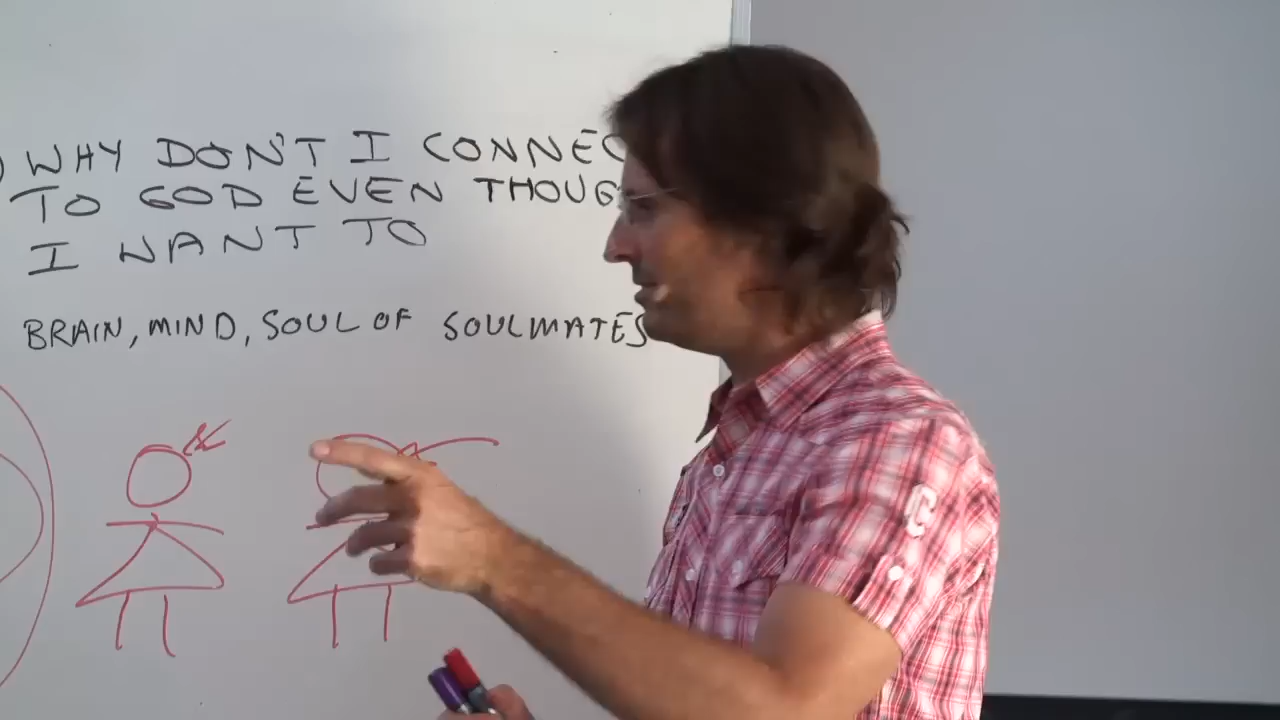 ) WHY DON'T I CONNEC
TO GOD EVEN THOUG
I WANT TO
BRAIN, MIND, SOUL OF SOULMATES
C